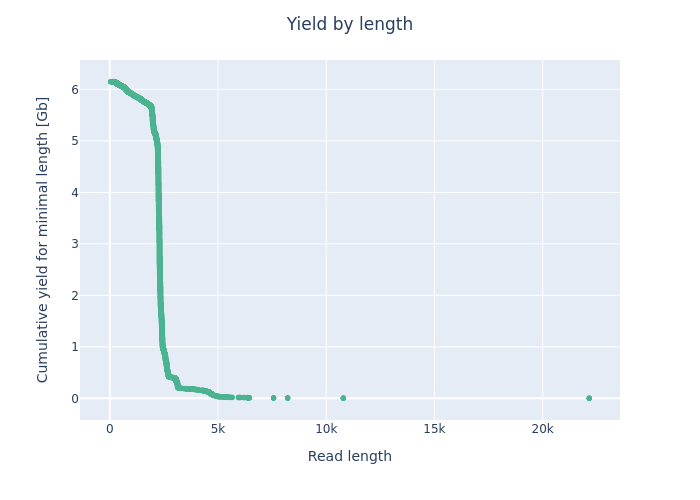 Yield by length
Cumulative yield for minimal length [Gb]
6
5
4
3
2
1
0
0 5k 10k 15k 20k
Read length